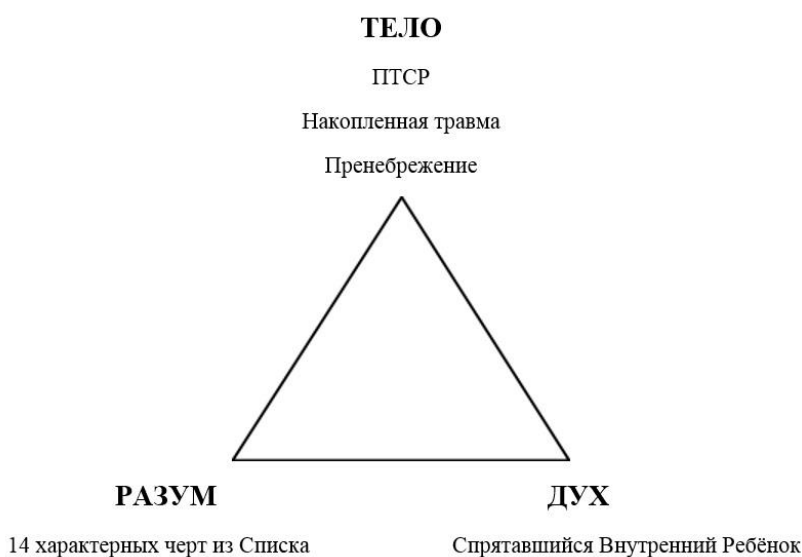 ТЕЛО
ПТСР
Накопленная травма
Пренебрежение
РАЗУМ
ДУХ
14 характерных черт из Списка
Спрятавшийся Внутренний Ребёнок